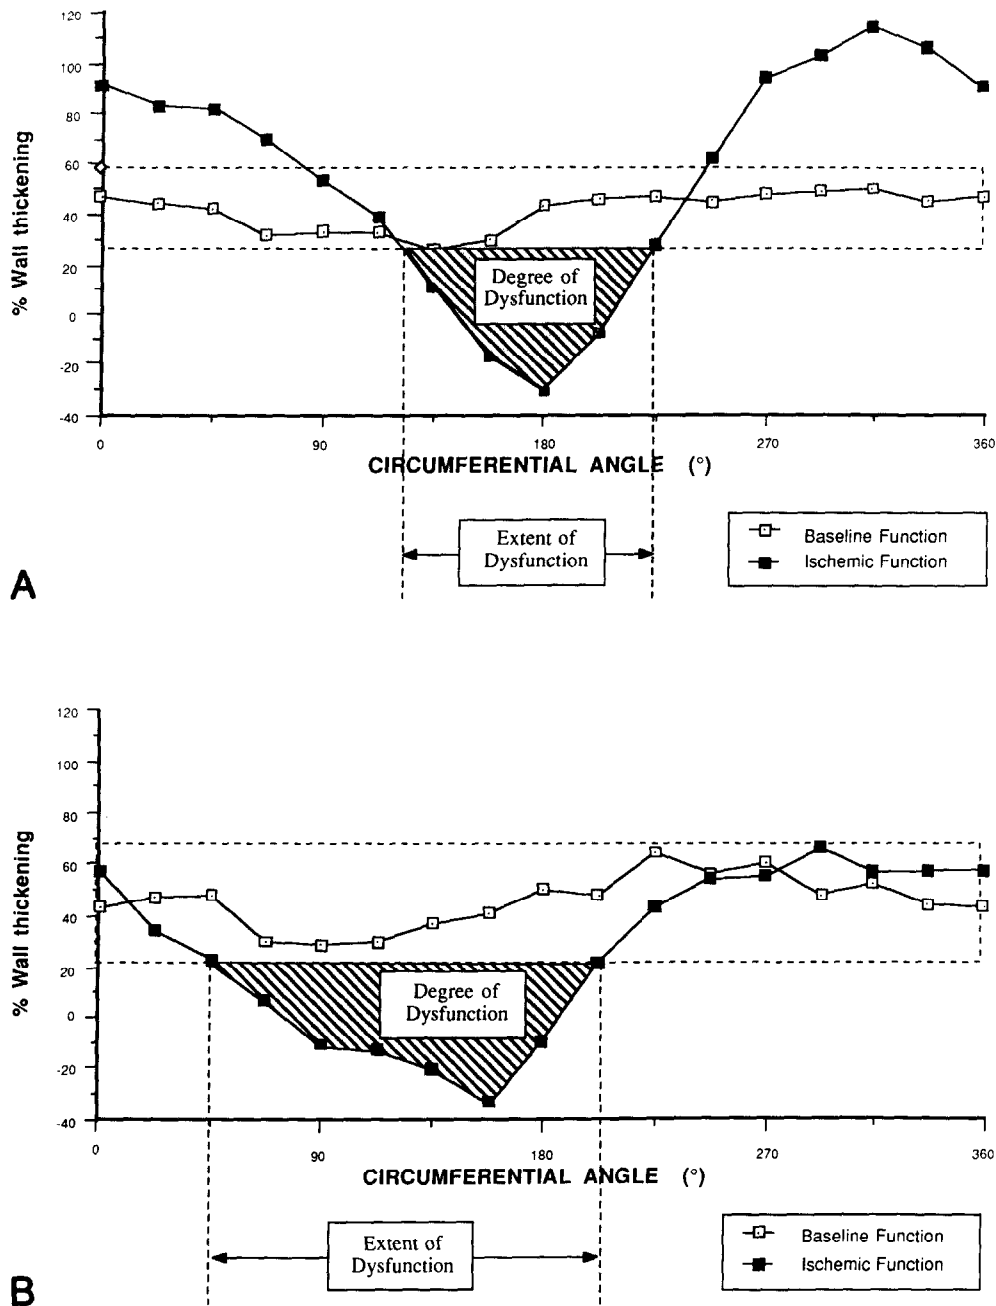 120
100
80
60
40
20
0
-20
-40
% Wall thickening
Degree of
Dysfunction
0
90
180
270
360
CIRCUMFERENTIAL ANGLE (°)
Extent of
Dysfunction
Baseline Function
Ischemic Function
A
120
100
80
60
40
20
0
-20
-40
% Wall thickening
Degree of
Dysfunction
0
90
180
270
360
CIRCUMFERENTIAL ANGLE (°)
Extent of
Dysfunction
Baseline Function
Ischemic Function
B